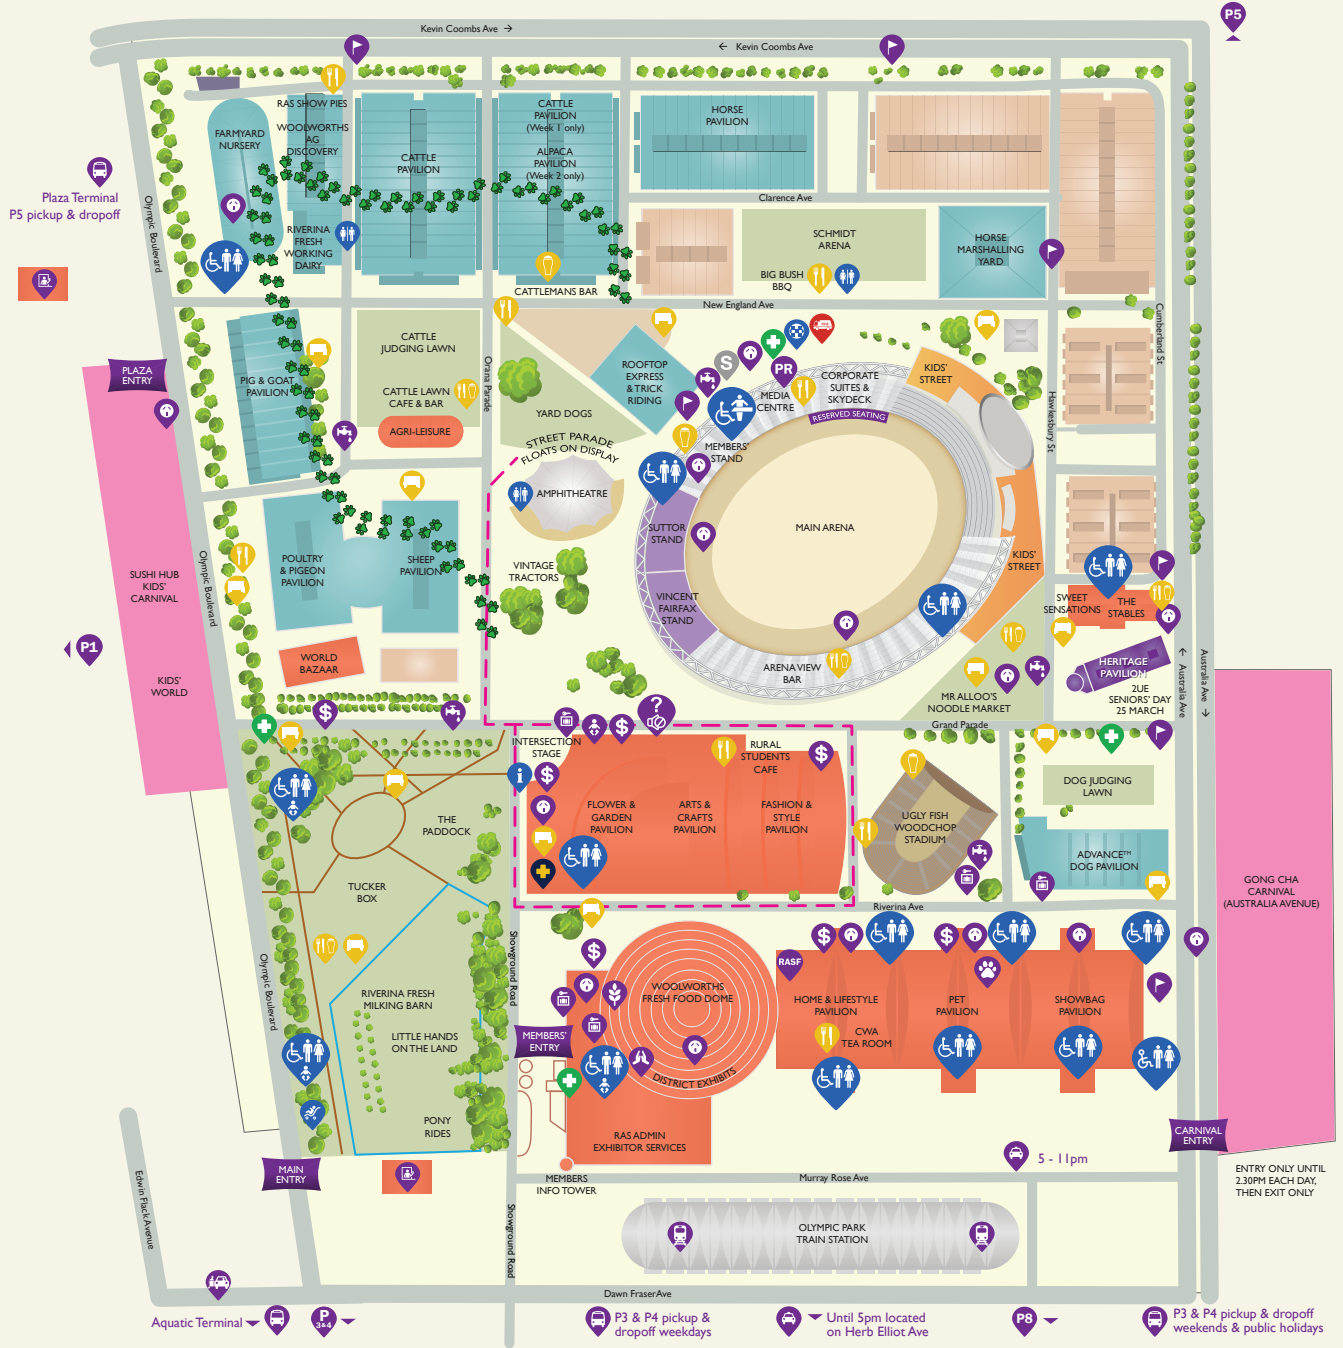 P5
Kevin Coombs Ave →
← Kevin Coombs Ave
RAS SHOW PIES
WOOLWORTHS
AG
DISCOVERY
FARMYARD
NURSERY
CATTLE
PAVILION
CATTLE
PAVILION
(Week 1 only)
ALPACA
PAVILION
(Week 2 only)
HORSE
PAVILION
Plaza Terminal
P5 pickup & dropoff
Olympic Boulevard
Clarence Ave
RIVERINA
FRESH
WORKING
DAIRY
SCHMIDT
ARENA
HORSE
MARSHALLING
YARD
BIG BUSH
BBQ
CATTLEMANS BAR
New England Ave
Cumberland St
CATTLE
JUDGING LAWN
Orana Parade
ROOFTOP
EXPRESS
& TRICK
RIDING
S
PR
CORPORATE
SUITES &
SKYDECK
KIDS'
STREET
PLAZA
ENTRY
PIG & GOAT
PAVILION
CATTLE LAWN
CAFE & BAR
MEDIA
CENTRE
RESERVED SEATING
Hawkesbury St
YARD DOGS
AGRI-LEISURE
STREET PARADE
FLOATS ON DISPLAY
MEMBERS'
STAND
AMPHITHEATRE
MAIN ARENA
SUTTOR
STAND
Olympic Boulevard
POULTRY
& PIGEON
PAVILION
SHEEP
PAVILION
VINTAGE
TRACTORS
KIDS'
STREET
SUSHI HUB
KIDS'
CARNIVAL
VINCENT
FAIRFAX
STAND
SWEET
SENSATIONS
THE
STABLES
P1
WORLD
BAZAAR
ARENA VIEW
BAR
HERITAGE
PAVILION
KIDS'
WORLD
2UE
SENIORS' DAY
25 MARCH
MR ALLOO'S
NOODLE MARKET
← Australia Ave
Australia Ave →
Grand Parade
$
$
?
INTERSECTION
STAGE
i
$
RURAL
STUDENTS
CAFE
$
DOG JUDGING
LAWN
THE
PADDOCK
FLOWER &
GARDEN
PAVILION
ARTS &
CRAFTS
PAVILION
FASHION &
STYLE
PAVILION
UGLY FISH
WOODCHOP
STADIUM
ADVANCE™
DOG PAVILION
TUCKER
BOX
GONG CHA
CARNIVAL
(AUSTRALIA AVENUE)
Riverina Ave
$
$
$
RASF
Olympic Boulevard
Showground Road
RIVERINA FRESH
MILKING BARN
WOOLWORTHS
FRESH FOOD DOME
HOME & LIFESTYLE
PAVILION
PET
PAVILION
SHOWBAG
PAVILION
LITTLE HANDS
ON THE LAND
MEMBERS'
ENTRY
CWA
TEA ROOM
DISTRICT EXHIBITS
PONY
RIDES
RAS ADMIN
EXHIBITOR SERVICES
CARNIVAL
ENTRY
MAIN
ENTRY
5 - 11pm
ENTRY ONLY UNTIL
2.30PM EACH DAY,
THEN EXIT ONLY
MEMBERS
INFO TOWER
Murray Rose Ave
Edwin Flack Avenue
Showground Road
OLYMPIC PARK
TRAIN STATION
Dawn FraserAve
Aquatic Terminal
P
3&4
P3 & P4 pickup &
dropoff weekdays
Until 5pm located
on Herb Elliot Ave
P8
P3 & P4 pickup & dropoff
weekends & public holidays